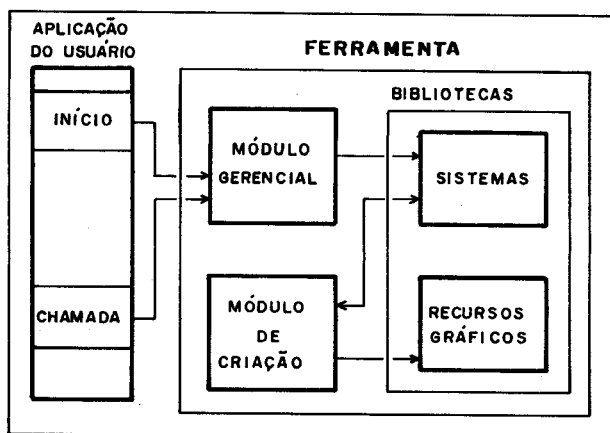 APLICAÇÃO
DO USUÁRIO
FERRAMENTA
BIBLIOTECAS
INÍCIO
MÓDULO
GERENCIAL
SISTEMAS
CHAMADA
MÓDULO
DE
CRIAÇÃO
RECURSOS
GRÁFICOS